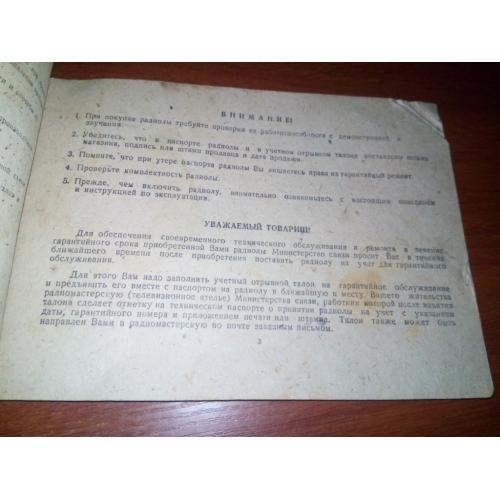 ВНИМАНИЕ!
1. При покупке радиолы требуйте проверки ее работоспособности с демонстрацией
звучания.
2. Убедитесь, что в паспорте радиолы и в учетном отрывном талоне поставлены штамп
магазина, подпись или штамп продавца и дата продажи.
3. Помните, что при утере паспорта радиолы Вы лишаетесь права на гарантийный ремонт.
4. Проверьте комплектность радиолы.
5. Прежде, чем включить радиолу, внимательно ознакомьтесь с настоящим описанием
и инструкцией по эксплуатации.
УВАЖАЕМЫЙ ТОВАРИЩ!
Для обеспечения своевременного технического обслуживания и ремонта в течение
гарантийного срока приобретенной Вами радиолы Министерство связи просит Вас в течение
ближайшего времени после приобретения поставить радиолу на учет для гарантийного
обслуживания.
Для этого Вам надо заполнить учетный отрывной талон на гарантийное обслуживание
и предъявить его вместе с паспортом на радиолу в ближайшую к месту Вашего жительства
радиомастерскую (телевизионное ателье) Министерства связи, работник которой после изъятия
талона сделает отметку на техническом паспорте о принятии радиолы на учет с указанием
даты, гарантийного номера и приложением печати или штампа. Талон также может быть
направлен Вами в радиомастерскую по почте заказным письмом.
3